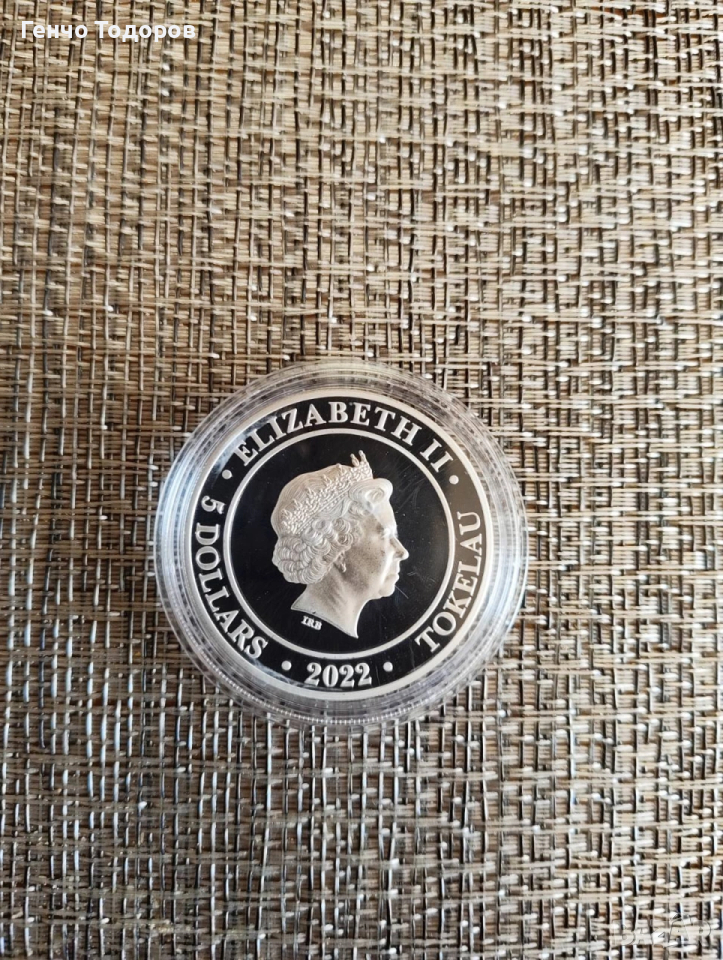 Генчо Тодоров
ELIZABETH II
5 DOLLARS • 2022 • TOKELAU
IRB